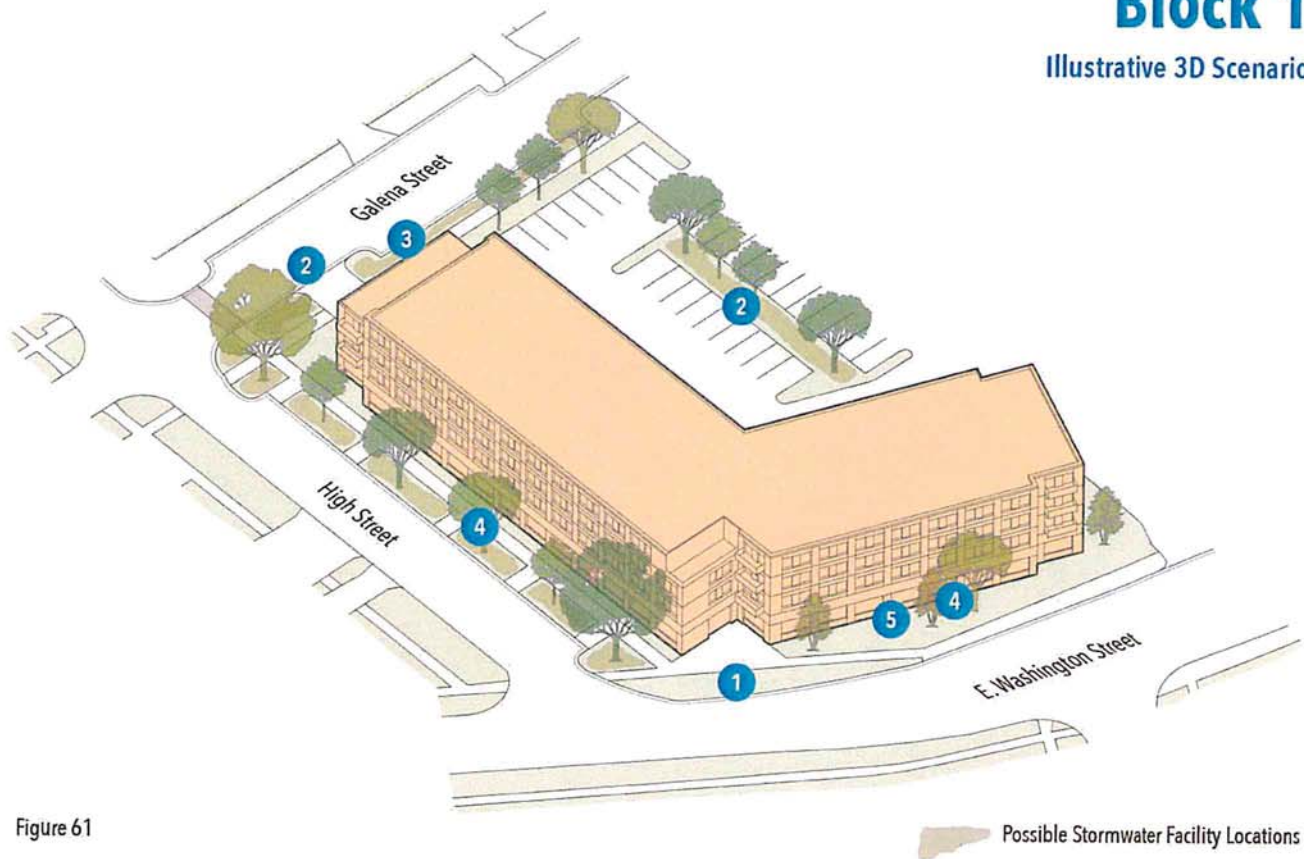 Block 1
Illustrative 3D Scenario
Galena Street
2
3
2
High Street
4
4
5
1
E. Washington Street
Figure 61
Possible Stormwater Facility Locations